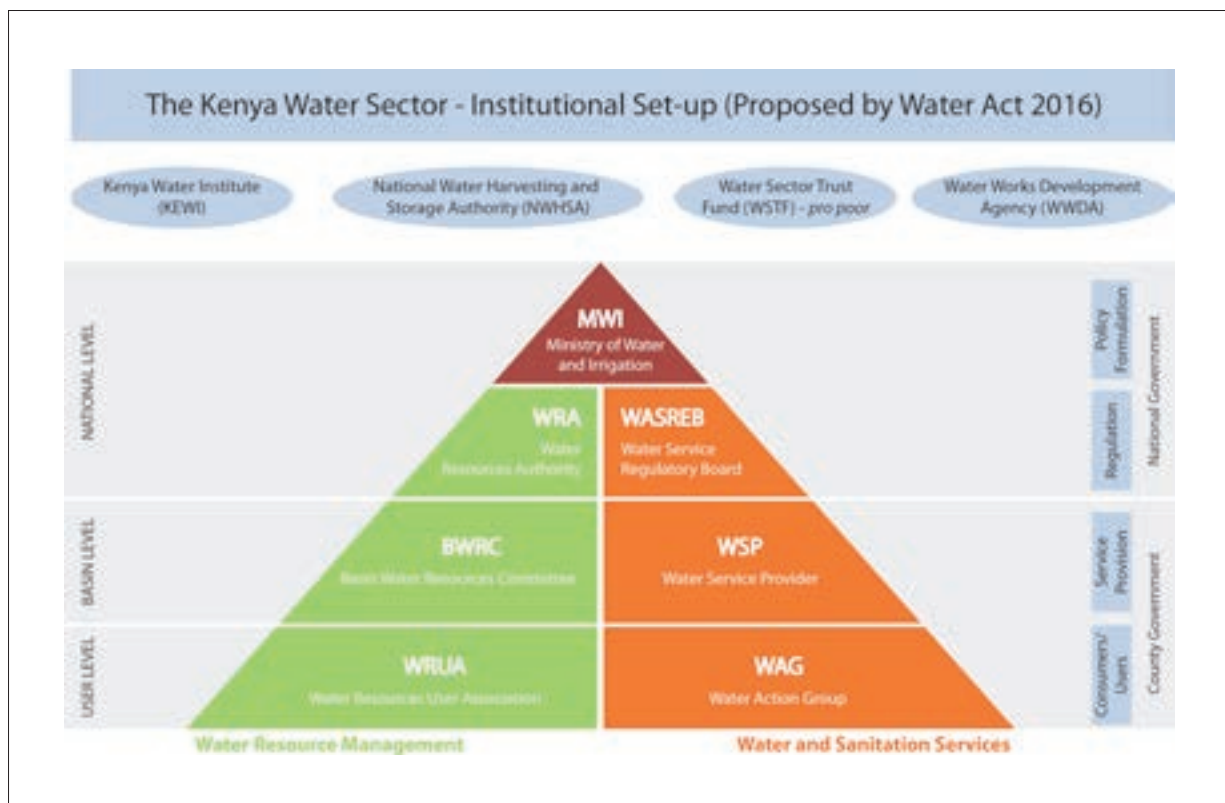 The Kenya Water Sector - Institutional Set-up (Proposed by Water Act 2016)
Kenya Water Institute
(KEWI)
National Water Harvesting and
Storage Authority (NWHSA)
Water Sector Trust
Fund (WSTF) - pro poor
Water Works Development
Agency (WWDA)
NATIONAL LEVEL
MWI
Ministry of Water
and Irrigation
Policy
Formulation
National Government
WRA
Water
Resources Authority
WASREB
Water Service
Regulatory Board
Regulation
BASIN LEVEL
BWRC
Basin Water Resources Committee
WSP
Water Service Provider
Service
Provision
County Government
USER LEVEL
WRUA
Water Resources User Association
WAG
Water Action Group
Consumers/
Users
Water Resource Management
Water and Sanitation Services